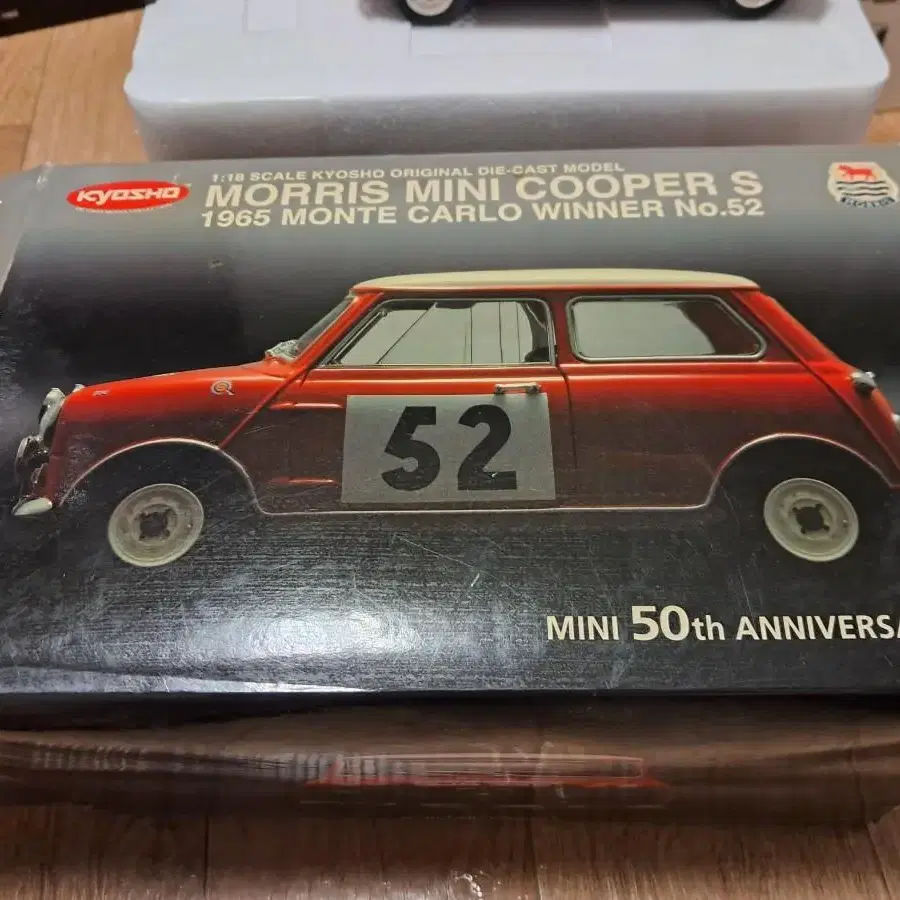 KYOSHO
1:18 SCALE KYOSHO ORIGINAL DIE-CAST MODEL
MORRIS MINI COOPER S
1965 MONTE CARLO WINNER No.52
52
MINI 50th ANNIVERSA